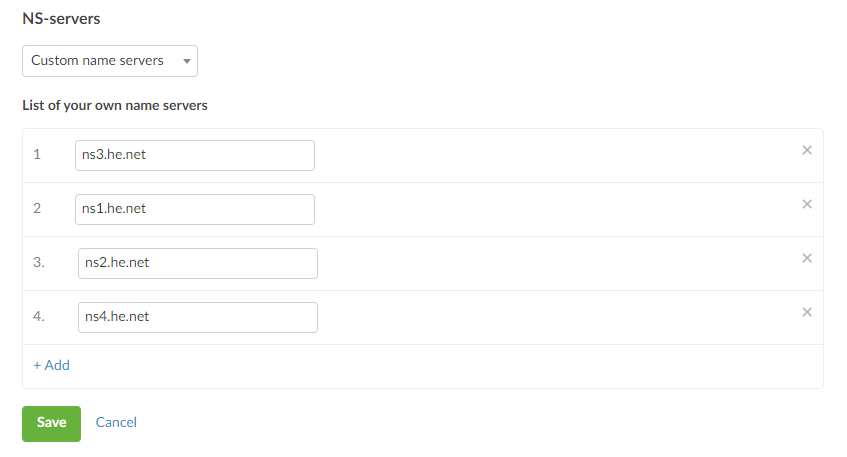 NS-servers
Custom name servers
List of your own name servers
1 ns3.he.net ×
2 ns1.he.net ×
3. ns2.he.net ×
4. ns4.he.net ×
+ Add
Save Cancel